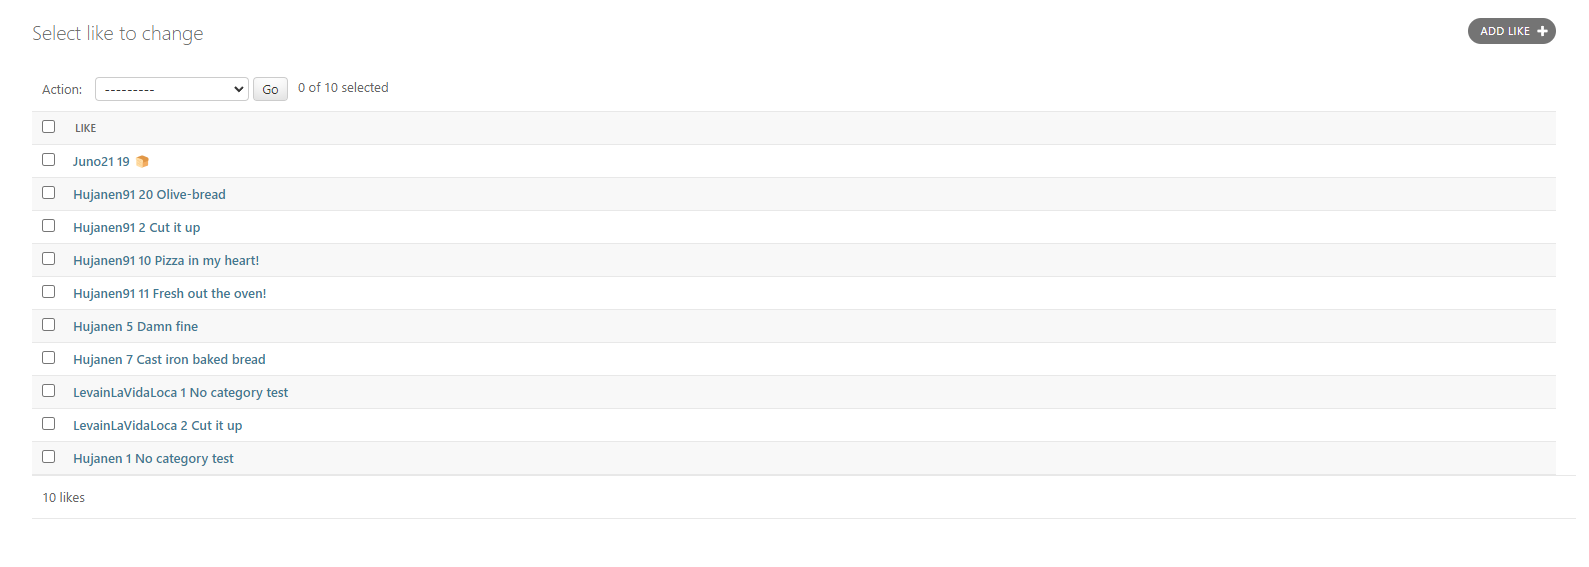 Select like to change
ADD LIKE +
Action: --------- Go 0 of 10 selected
LIKE
Juno21 19 🍞
Hujanen91 20 Olive-bread
Hujanen91 2 Cut it up
Hujanen91 10 Pizza in my heart!
Hujanen91 11 Fresh out the oven!
Hujanen 5 Damn fine
Hujanen 7 Cast iron baked bread
LevainLaVidaLoca 1 No category test
LevainLaVidaLoca 2 Cut it up
Hujanen 1 No category test
10 likes